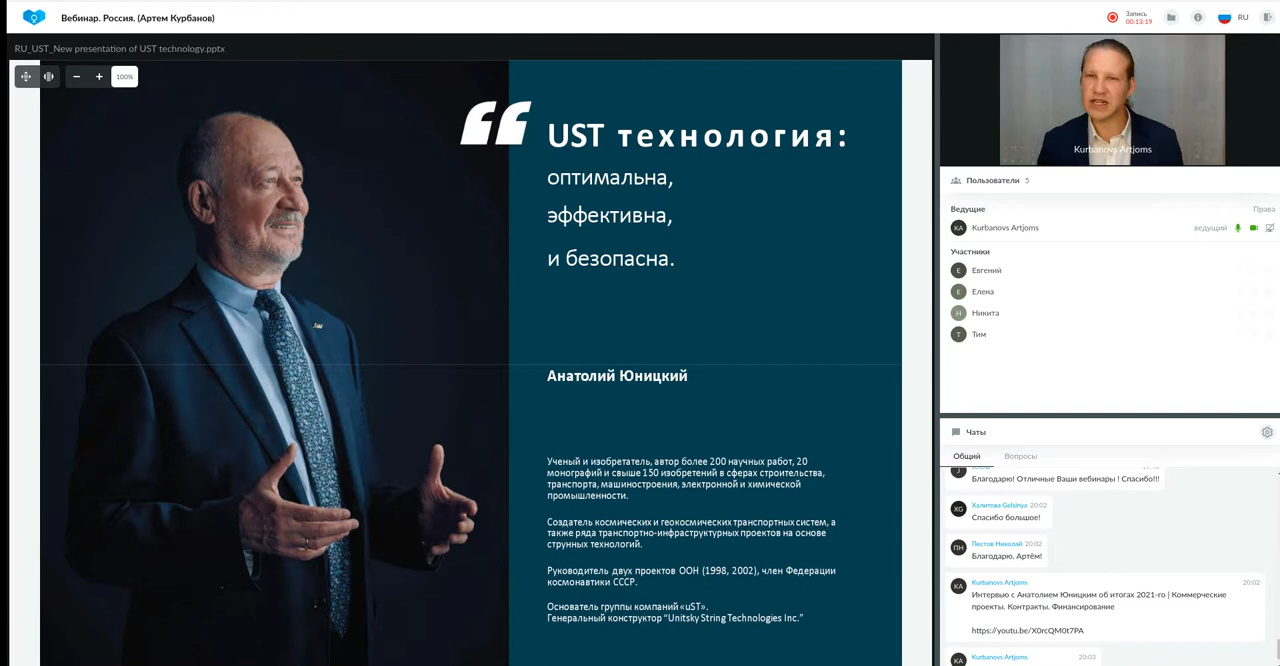 Вебинар. Россия. (Артем Курбанов)
Запись
00:13:19
RU
RU_UST_New presentation of UST technology.pptx
100%
“
UST технология:
оптимальна,
эффективна,
и безопасна.
Анатолий Юницкий
Ученый и изобретатель, автор более 200 научных работ, 20
монографий и свыше 150 изобретений в сферах строительства,
транспорта, машиностроения, электронной и химической
промышленности.
Создатель космических и геокосмических транспортных систем, а
также ряда транспортно-инфраструктурных проектов на основе
струнных технологий.
Руководитель двух проектов ООН (1998, 2002), член Федерации
космонавтики СССР.
Основатель группы компаний «uST».
Генеральный конструктор “Unitsky String Technologies Inc.”
Kurbanovs Artjoms
Пользователи 5
Ведущие Права
KA Kurbanovs Artjoms ведущий
Участники
Е Евгений
Е Елена
Н Никита
Т Тим
Чаты
Общий Вопросы
Благодарю! Отличные Ваши вебинары ! Спасибо!!!
XG Халитова Gelsinya 20:02
Спасибо большое!
ПН Пестов Николай 20:02
Благодарю, Артём!
KA Kurbanovs Artjoms 20:02
Интервью с Анатолием Юницким об итогах 2021-го | Коммерческие
проекты. Контракты. Финансирование
https://youtu.be/X0rcQM0t7PA
KA Kurbanovs Artjoms 20:03